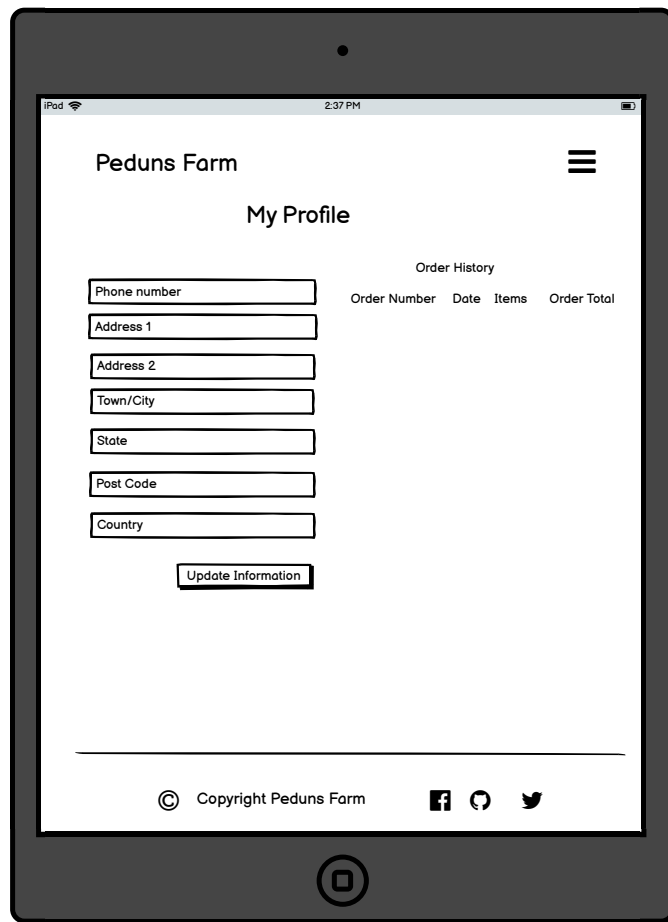 iPad 2:37 PM
Peduns Farm
My Profile
Order History
Phone number
Order Number Date Items Order Total
Address 1
Address 2
Town/City
State
Post Code
Country
Update Information
© Copyright Peduns Farm